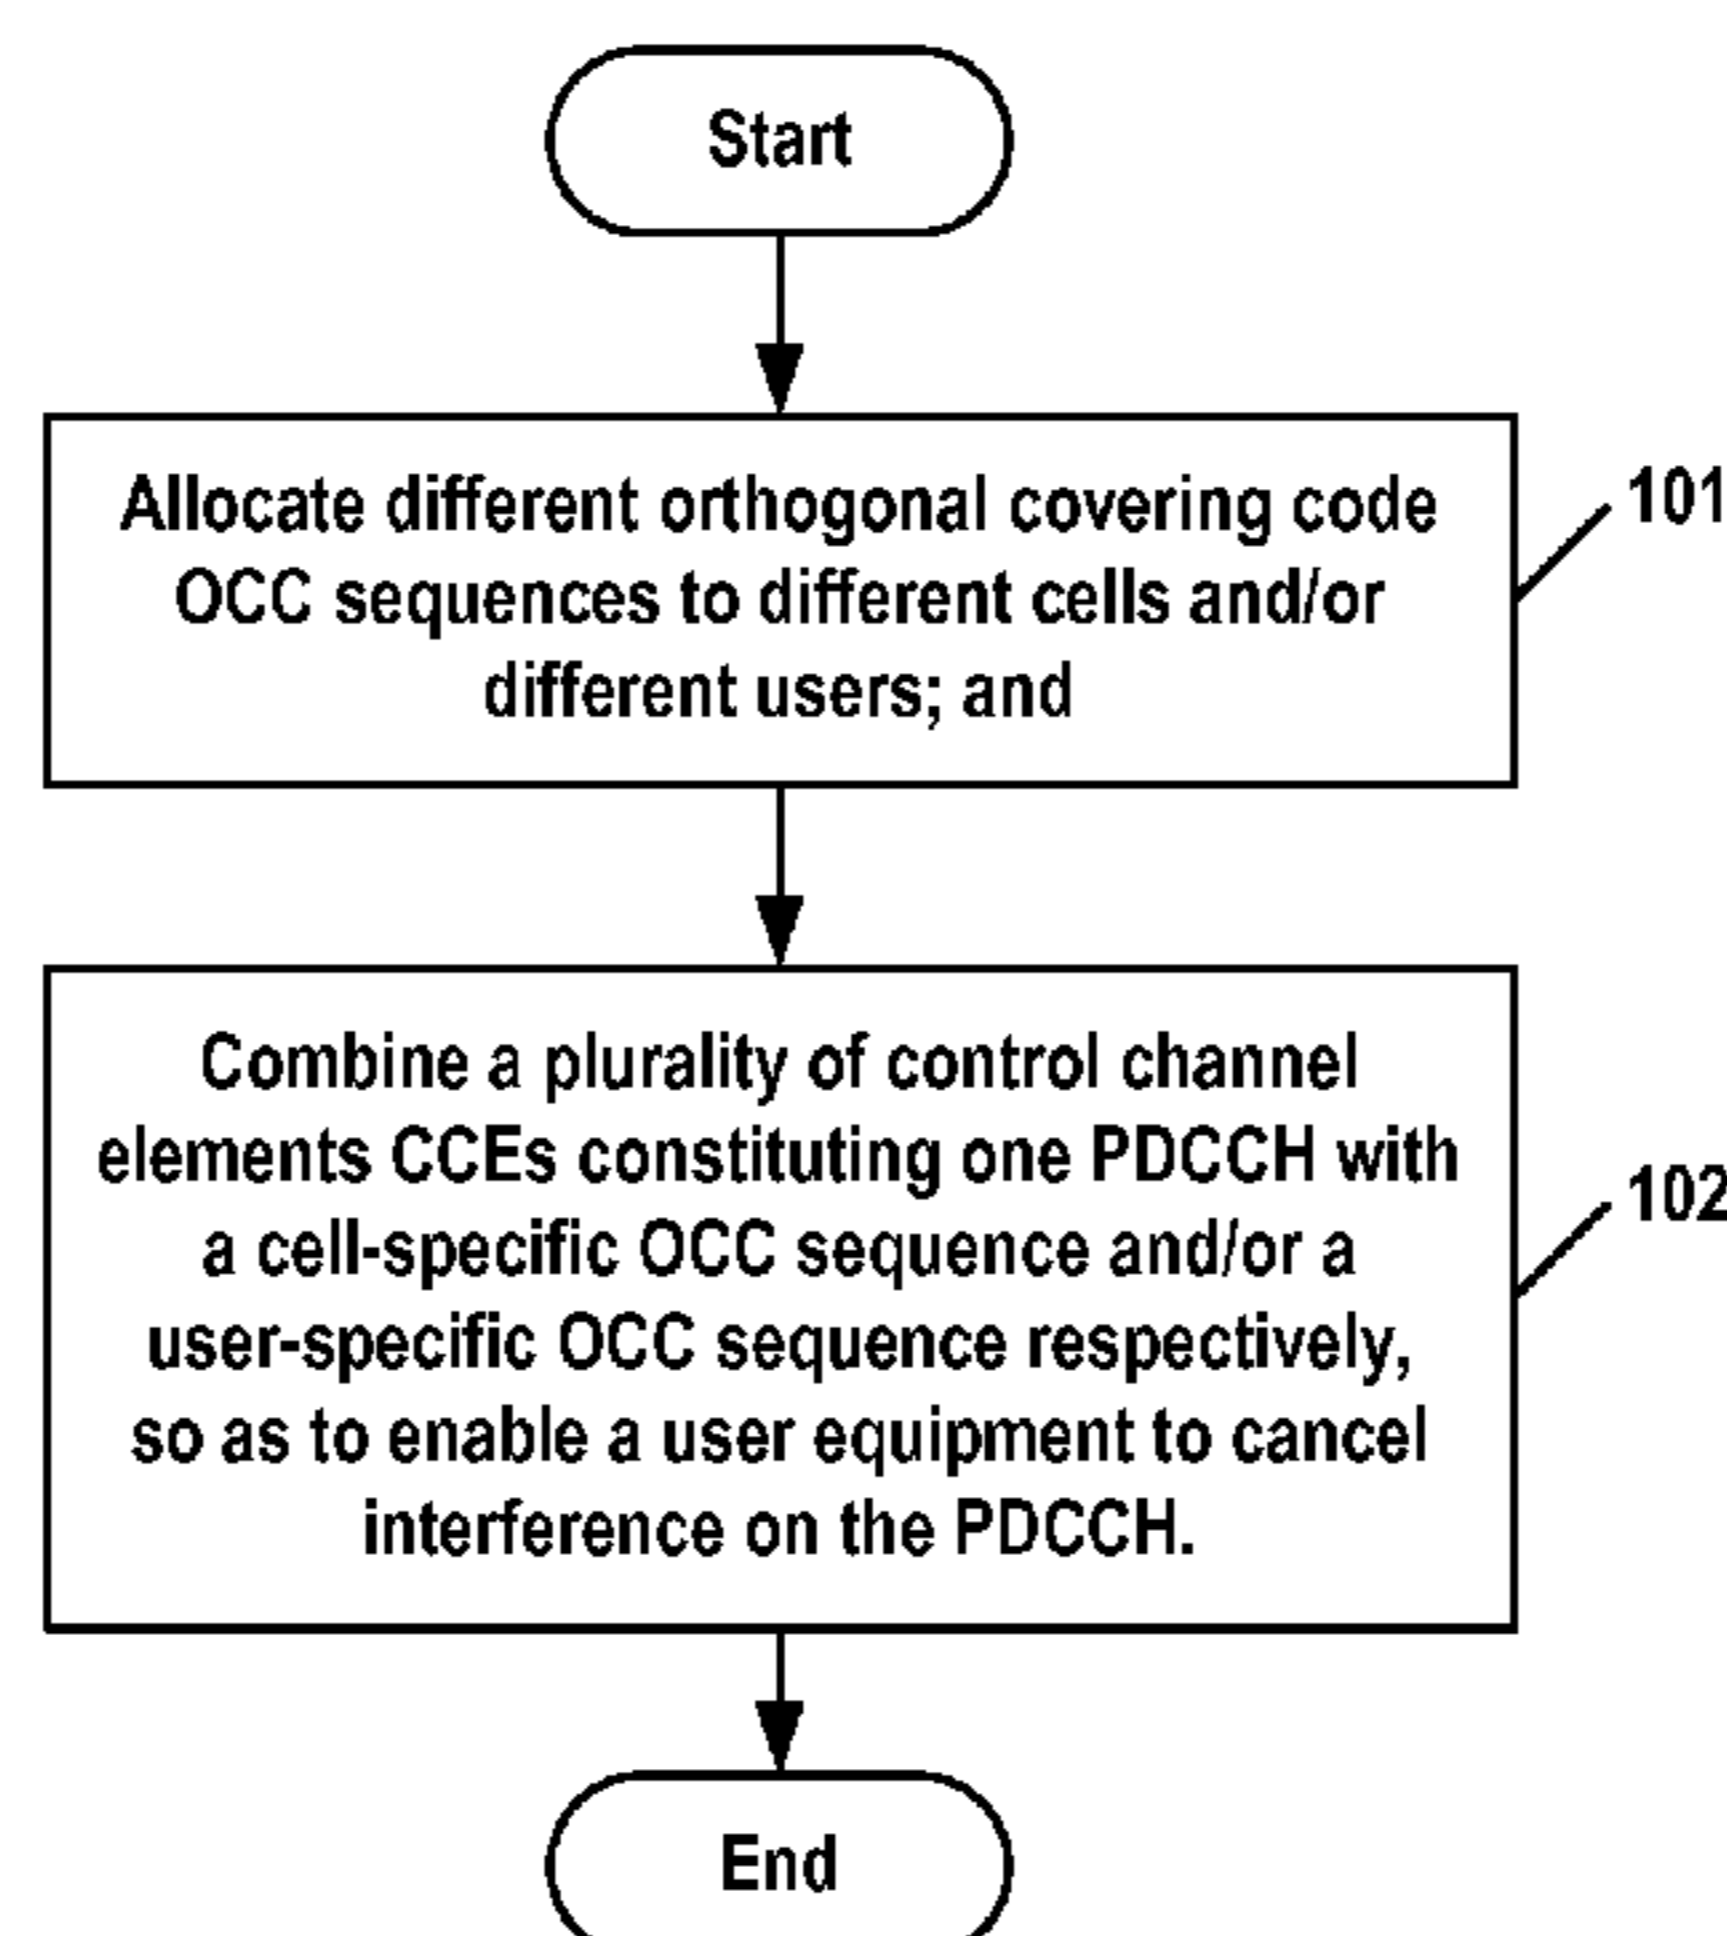 Start
Allocate different orthogonal covering code
OCC sequences to different cells and/or
different users; and
101
Combine a plurality of control channel
elements CCEs constituting one PDCCH with
a cell-specific OCC sequence and/or a
user-specific OCC sequence respectively,
so as to enable a user equipment to cancel
interference on the PDCCH.
102
End